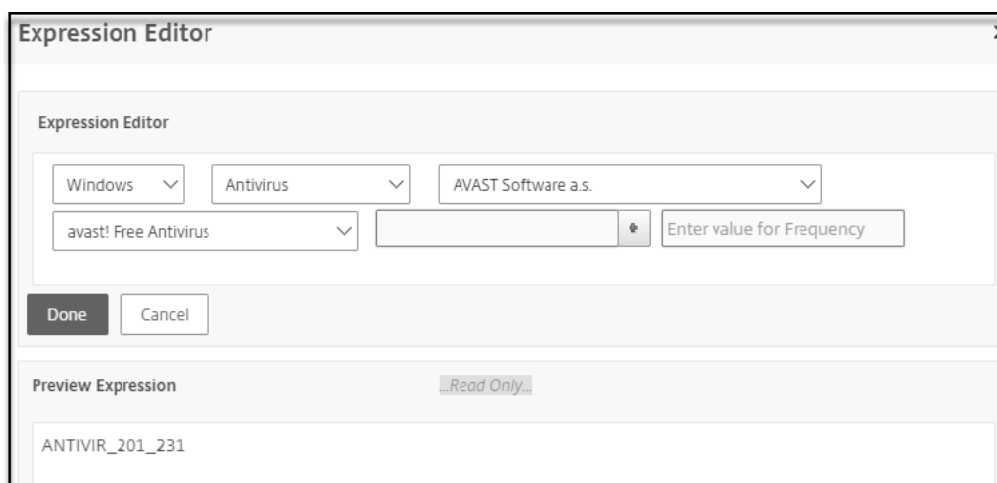 Expression Editor
Expression Editor
Windows Antivirus AVAST Software a.s.
avast! Free Antivirus Enter value for Frequency
Done Cancel
Preview Expression ...Read Only...
ANTIVIR_201_231